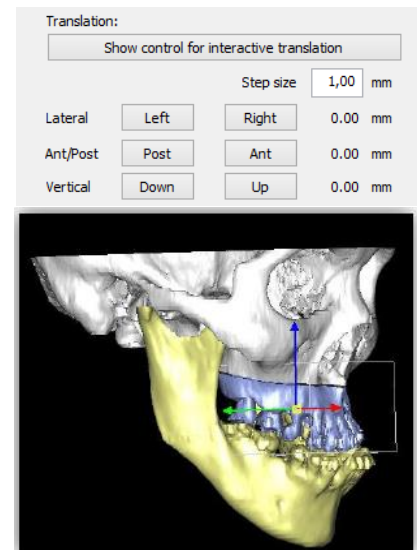 Translation:
Show control for interactive translation
Step size 1,00 mm
Lateral Left Right 0.00 mm
Ant/Post Post Ant 0.00 mm
Vertical Down Up 0.00 mm